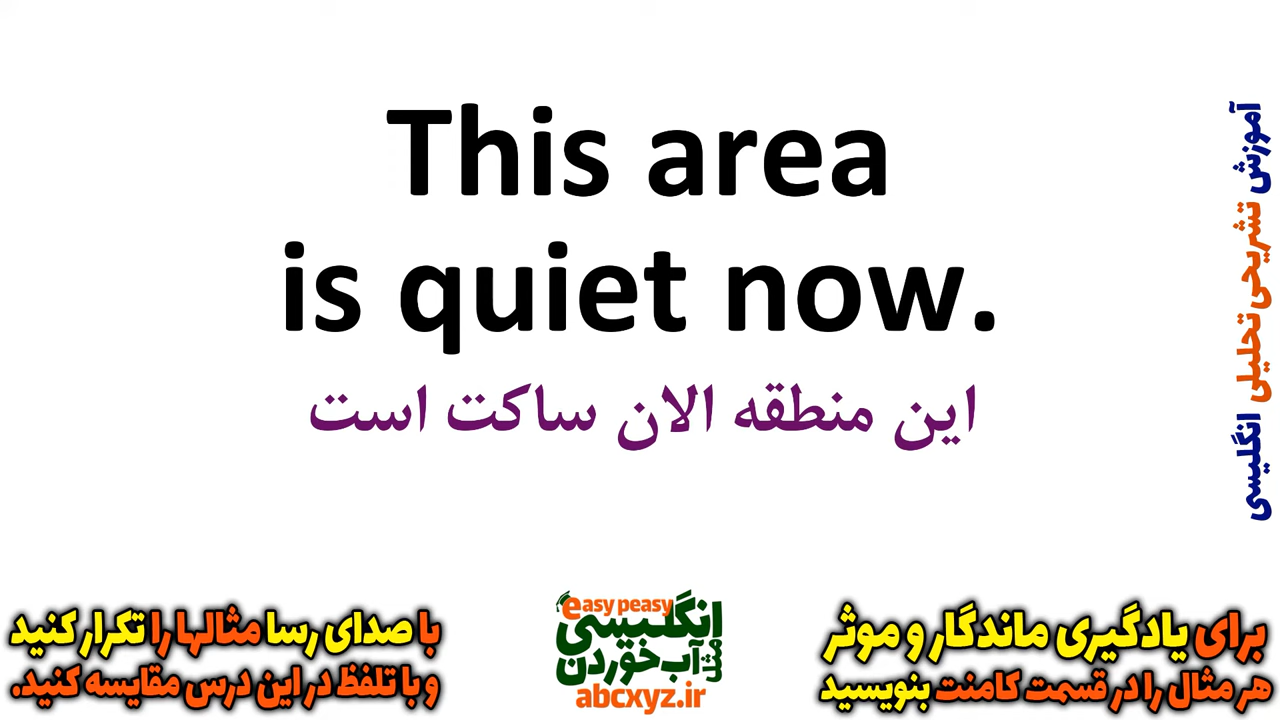 This area
is quiet now.
این منطقه الان ساکت است
آموزش تشریحی تحلیلی انگلیسی
برای یادگیری ماندگار و موثر
هر مثال را در قسمت کامنت بنویسید
easy peasy
انگلیسی
مثل
آب خوردن
abcxyz.ir
با صدای رسا مثالها را تکرار کنید
و با تلفظ در این درس مقایسه کنید.